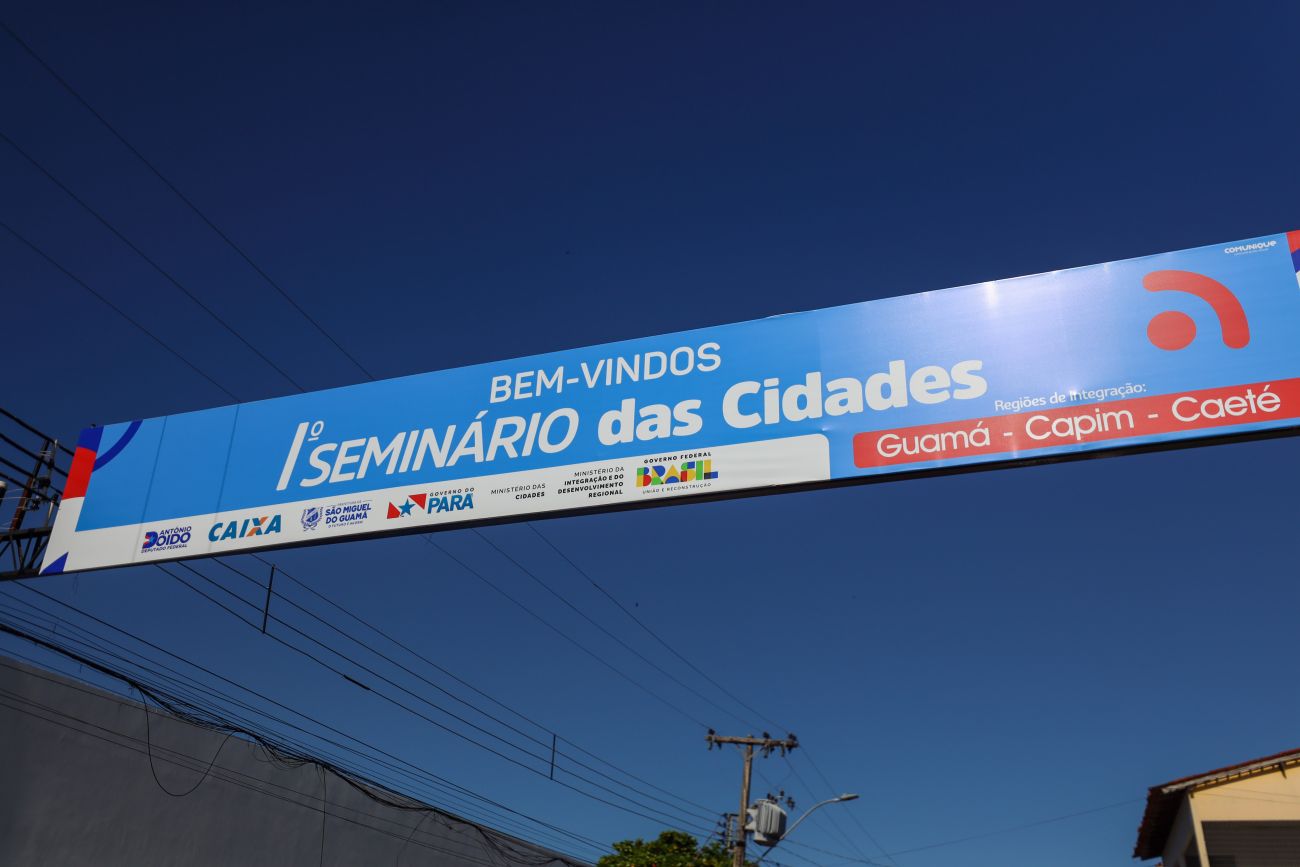 COMUNIQUE
BEM-VINDOS
1º SEMINÁRIO das Cidades
Regiões de Integração:
Guamá - Capim - Caeté
ANTÔNIO
DOIDO
DEPUTADO FEDERAL
CAIXA
SÃO MIGUEL
DO GUAMÁ
GOVERNO DO
PARÁ
MINISTÉRIO DAS
CIDADES
MINISTÉRIO DA
INTEGRAÇÃO E DO
DESENVOLVIMENTO
REGIONAL
GOVERNO FEDERAL
BRASIL
UNIÃO E RECONSTRUÇÃO